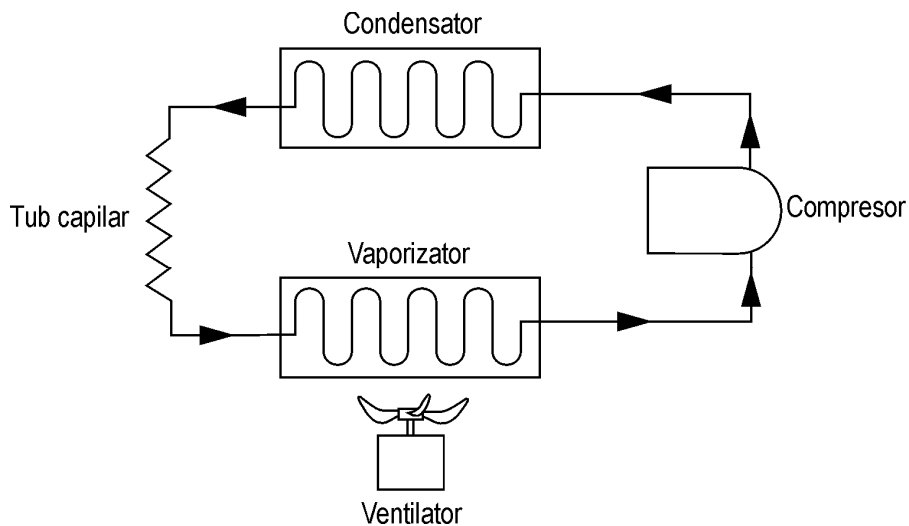 Condensator
Tub capilar
Compresor
Vaporizator
Ventilator